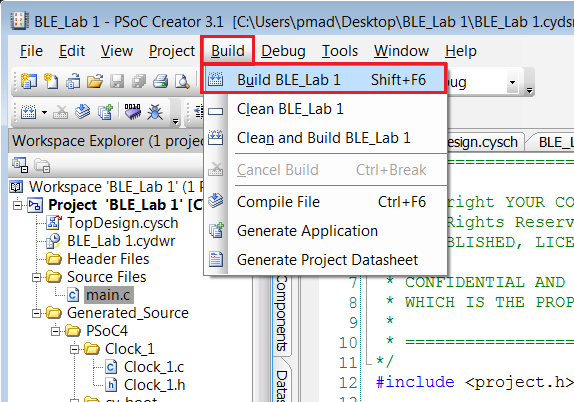 BLE_Lab 1 - PSoC Creator 3.1 [C:\Users\pmad\Desktop\BLE_Lab 1\BLE_Lab 1.cydsn
File Edit View Project Build Debug Tools Window Help
Build BLE_Lab 1 Shift+F6
Clean BLE_Lab 1
Clean and Build BLE_Lab 1
Cancel Build Ctrl+Break
Compile File Ctrl+F6
Generate Application
Generate Project Datasheet
Workspace Explorer (1 project
Workspace 'BLE_Lab 1' (1 P
Project 'BLE_Lab 1' [C
TopDesign.cysch
BLE_Lab 1.cydwr
Header Files
Source Files
main.c
Generated_Source
PSoC4
Clock_1
Clock_1.c
Clock_1.h
cy_boot
Components
Datas
ug
esign.cysch
BLE_L
=============
right YOUR CO
Rights Reserv
BLISHED, LICE
7 * CONFIDENTIAL AND
8 * WHICH IS THE PROP
9 *
10 * =============
11 */
12 #include <project.h>